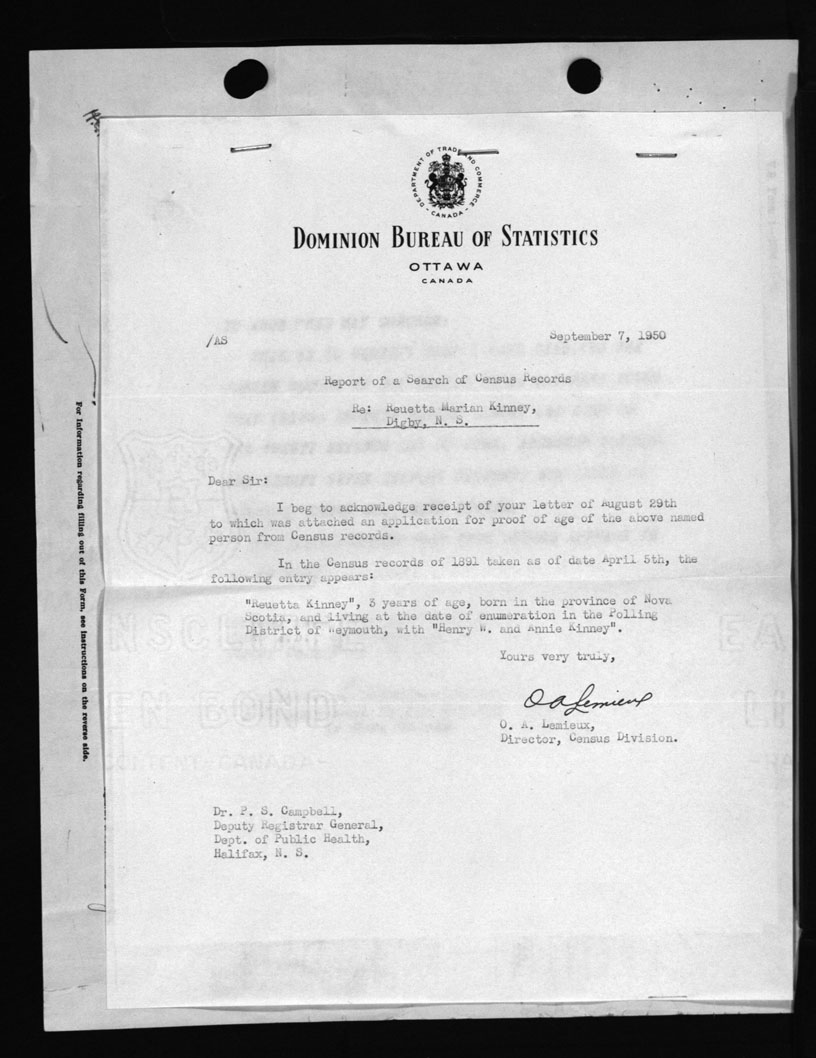 DEPARTMENT OF TRADE AND COMMERCE
- CANADA -
DOMINION BUREAU OF STATISTICS
OTTAWA
CANADA
/AS
September 7, 1950
Report of a Search of Census Records
Re: Reuetta Marian Kinney,
Digby, N. S.
Dear Sir:
I beg to acknowledge receipt of your letter of August 29th
to which was attached an application for proof of age of the above named
person from Census records.
In the Census records of 1891 taken as of date April 5th, the
following entry appears:
"Reuetta Kinney", 3 years of age, born in the province of Nova
Scotia, and living at the date of enumeration in the Polling
District of Weymouth, with "Henry W. and Annie Kinney".
Yours very truly,
O A Lemieux
O. A. Lemieux,
Director, Census Division.
Dr. P. S. Campbell,
Deputy Registrar General,
Dept. of Public Health,
Halifax, N. S.
For information regarding filling out of this Form, see instructions on the reverse side.